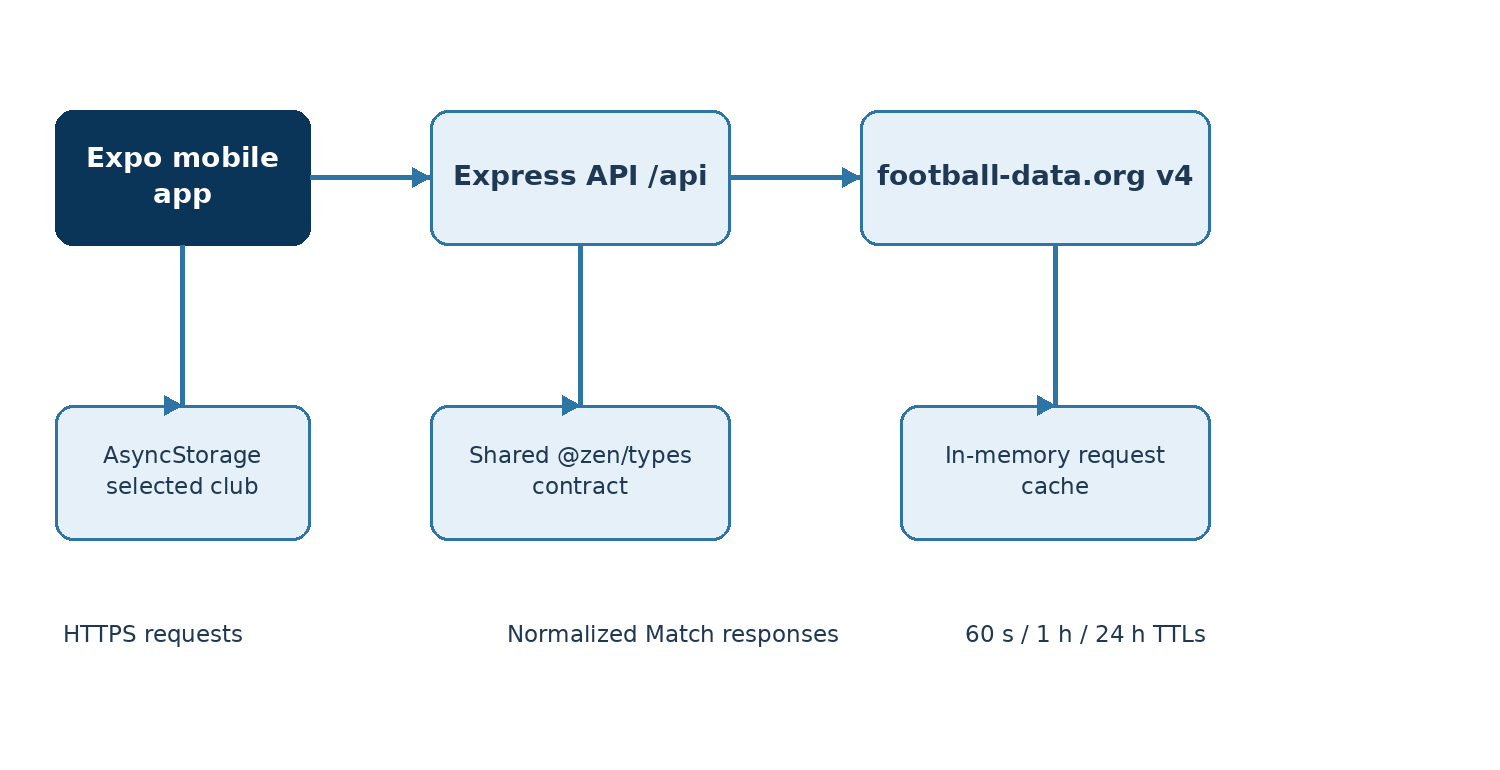 Expo mobile
app
Express API /api
football-data.org v4
AsyncStorage
selected club
Shared @zen/types
contract
In-memory request
cache
HTTPS requests
Normalized Match responses
60 s / 1 h / 24 h TTLs